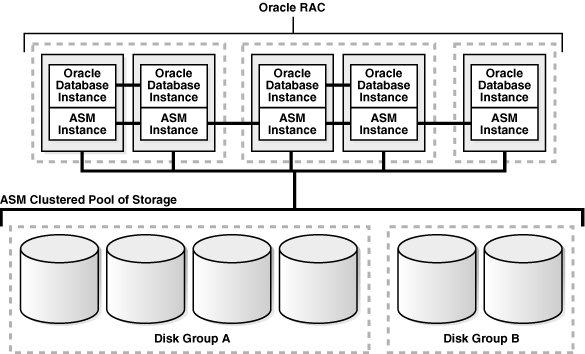 Oracle RAC
Oracle Oracle Oracle Oracle Oracle
Database Database Database Database Database
Instance Instance Instance Instance Instance
ASM ASM ASM ASM ASM
Instance Instance Instance Instance Instance
ASM Clustered Pool of Storage
Disk Group A Disk Group B